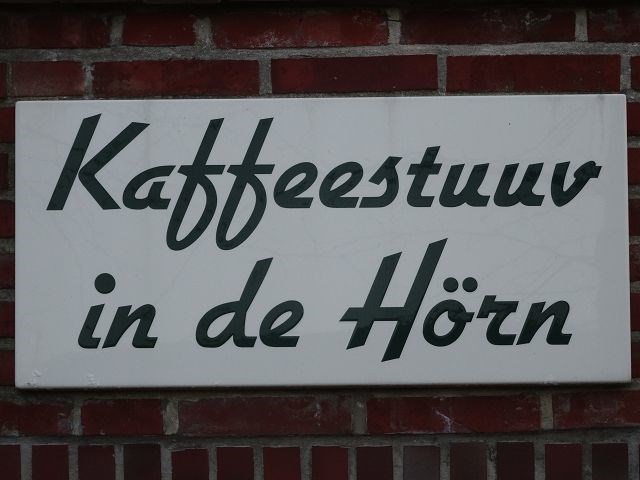 Kaffeestuuv
in de Hörn